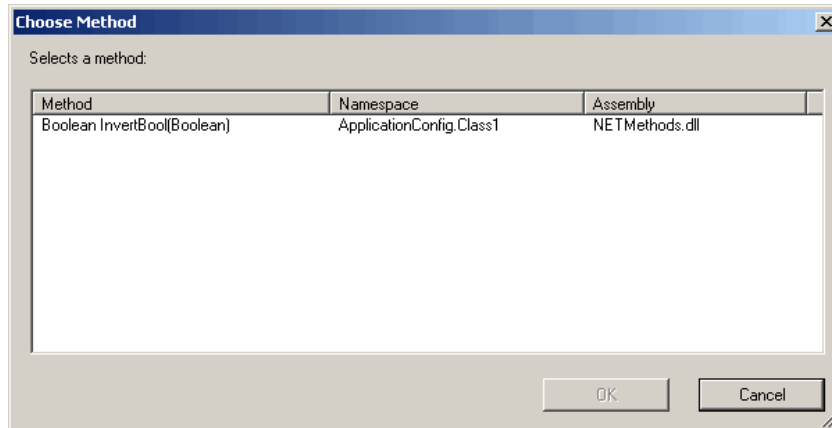 Choose Method
Selects a method:
Method Namespace Assembly
Boolean InvertBool(Boolean) ApplicationConfig.Class1 NETMethods.dll
OK Cancel